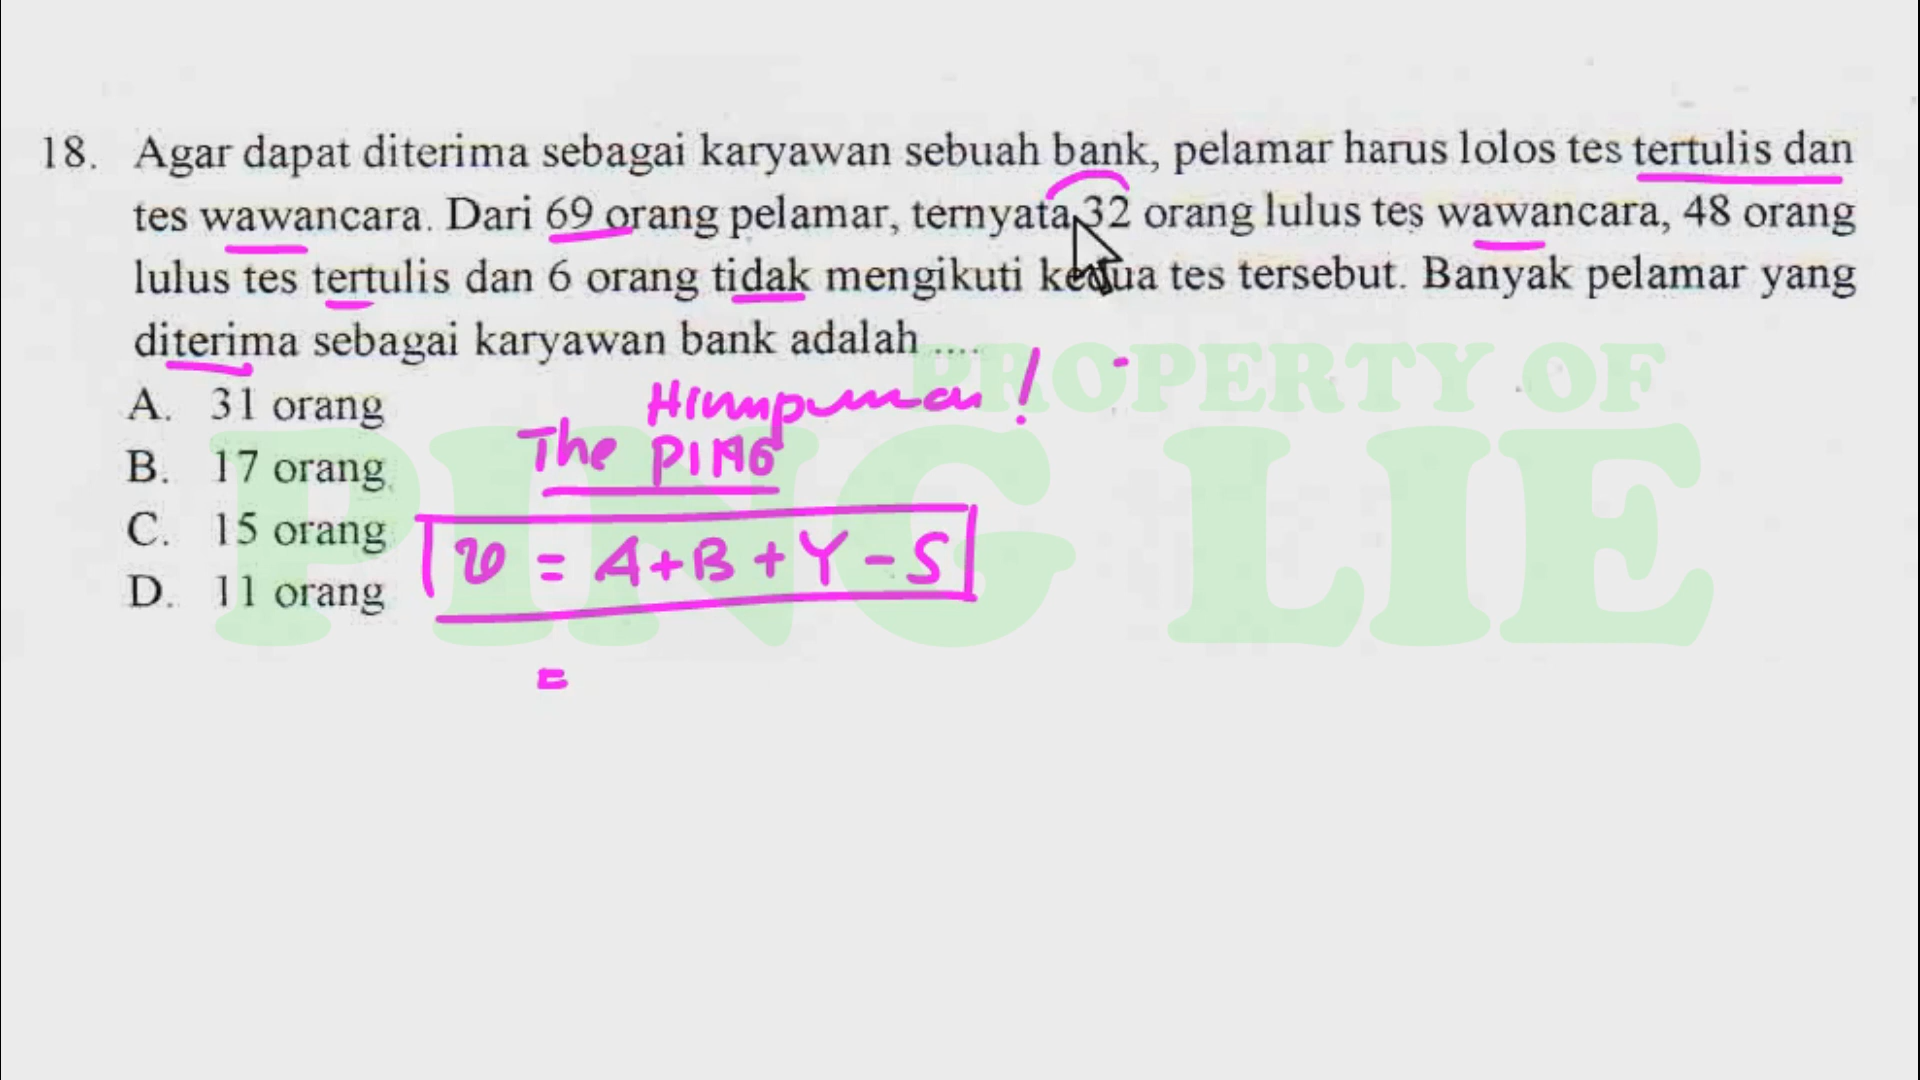 18. Agar dapat diterima sebagai karyawan sebuah bank, pelamar harus lolos tes tertulis dan
tes wawancara. Dari 69 orang pelamar, ternyata 32 orang lulus tes wawancara, 48 orang
lulus tes tertulis dan 6 orang tidak mengikuti kedua tes tersebut. Banyak pelamar yang
diterima sebagai karyawan bank adalah ....
A. 31 orang
B. 17 orang
C. 15 orang
D. 11 orang
Himpunan !
The PING
= A + B + Y - S
=
PROPERTY OF
PING LIE